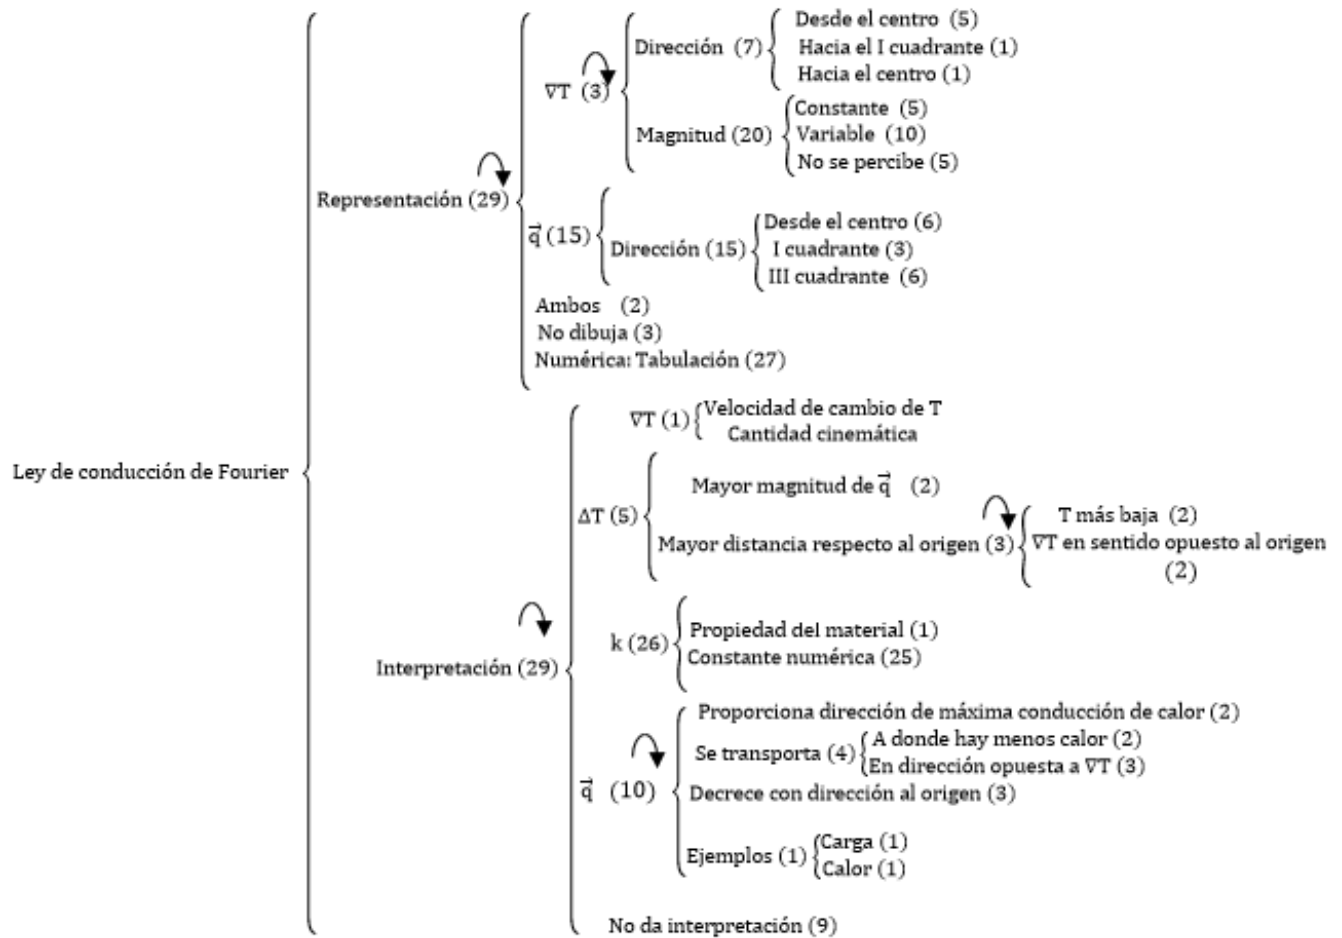 Ley de conducción de Fourier
Representación (29)
∇T (3)
Dirección (7)
Desde el centro (5)
Hacia el I cuadrante (1)
Hacia el centro (1)
Magnitud (20)
Constante (5)
Variable (10)
No se percibe (5)
q⃗ (15)
Dirección (15)
Desde el centro (6)
I cuadrante (3)
III cuadrante (6)
Ambos (2)
No dibuja (3)
Numérica: Tabulación (27)
Interpretación (29)
∇T (1)
Velocidad de cambio de T
Cantidad cinemática
ΔT (5)
Mayor magnitud de q⃗ (2)
Mayor distancia respecto al origen (3)
T más baja (2)
∇T en sentido opuesto al origen
(2)
k (26)
Propiedad del material (1)
Constante numérica (25)
q⃗ (10)
Proporciona dirección de máxima conducción de calor (2)
Se transporta (4)
A donde hay menos calor (2)
En dirección opuesta a ∇T (3)
Decrece con dirección al origen (3)
Ejemplos (1)
Carga (1)
Calor (1)
No da interpretación (9)